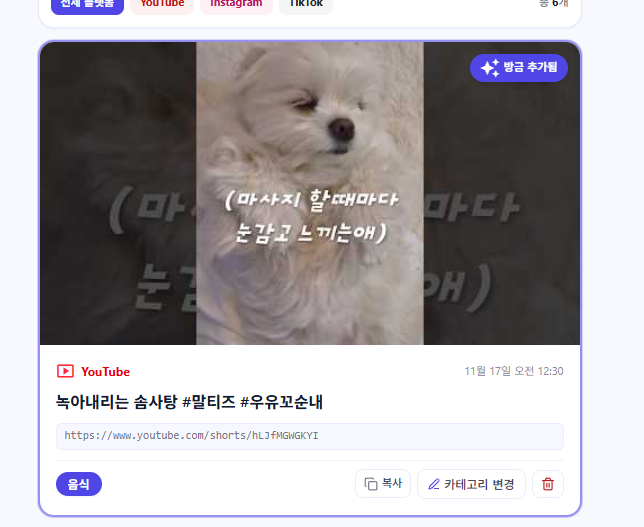 전체 플랫폼 YouTube Instagram TikTok 총 6개
방금 추가됨
(마사지 할때마다
눈감고 느끼는애)
YouTube 11월 17일 오전 12:30
녹아내리는 솜사탕 #말티즈 #우유꼬순내
https://www.youtube.com/shorts/hLJfMGWGKYI
음식 복사 카테고리 변경